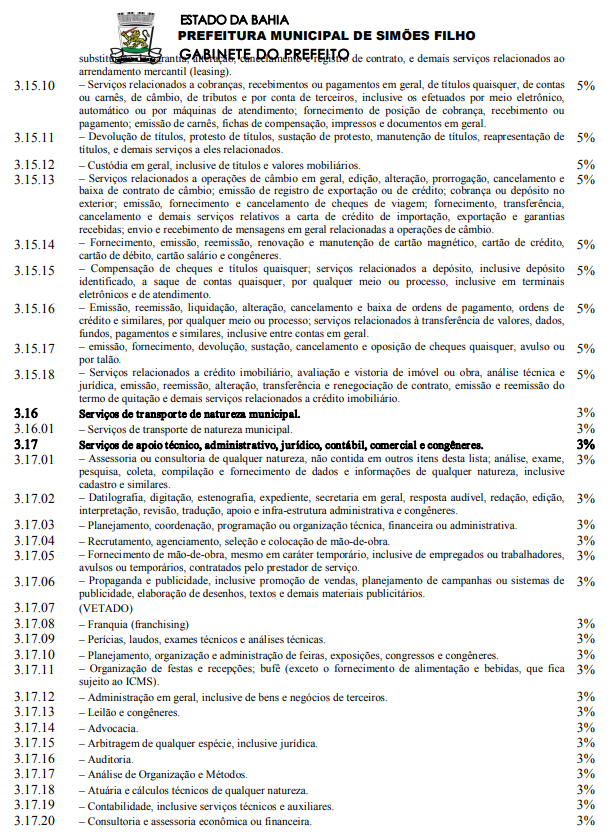 ESTADO DA BAHIA
PREFEITURA MUNICIPAL DE SIMÕES FILHO
GABINETE DO PREFEITO
cancelamento e registro de contrato, e demais serviços relacionados ao
arrendamento mercantil (leasing).
3.15.10 – Serviços relacionados a cobranças, recebimentos ou pagamentos em geral, de títulos quaisquer, de contas 5%
ou carnês, de câmbio, de tributos e por conta de terceiros, inclusive os efetuados por meio eletrônico,
automático ou por máquinas de atendimento; fornecimento de posição de cobrança, recebimento ou
pagamento; emissão de carnês, fichas de compensação, impressos e documentos em geral.
3.15.11 – Devolução de títulos, protesto de títulos, sustação de protesto, manutenção de títulos, reapresentação de 5%
títulos, e demais serviços a eles relacionados.
3.15.12 – Custódia em geral, inclusive de títulos e valores mobiliários. 5%
3.15.13 – Serviços relacionados a operações de câmbio em geral, edição, alteração, prorrogação, cancelamento e 5%
baixa de contrato de câmbio; emissão de registro de exportação ou de crédito; cobrança ou depósito no
exterior; emissão, fornecimento e cancelamento de cheques de viagem; fornecimento, transferência,
cancelamento e demais serviços relativos a carta de crédito de importação, exportação e garantias
recebidas; envio e recebimento de mensagens em geral relacionadas a operações de câmbio.
3.15.14 – Fornecimento, emissão, reemissão, renovação e manutenção de cartão magnético, cartão de crédito, 5%
cartão de débito, cartão salário e congêneres.
3.15.15 – Compensação de cheques e títulos quaisquer; serviços relacionados a depósito, inclusive depósito 5%
identificado, a saque de contas quaisquer, por qualquer meio ou processo, inclusive em terminais
eletrônicos e de atendimento.
3.15.16 – Emissão, reemissão, liquidação, alteração, cancelamento e baixa de ordens de pagamento, ordens de 5%
crédito e similares, por qualquer meio ou processo; serviços relacionados à transferência de valores, dados,
fundos, pagamentos e similares, inclusive entre contas em geral.
3.15.17 – emissão, fornecimento, devolução, sustação, cancelamento e oposição de cheques quaisquer, avulso ou 5%
por talão.
3.15.18 – Serviços relacionados a crédito imobiliário, avaliação e vistoria de imóvel ou obra, análise técnica e 5%
jurídica, emissão, reemissão, alteração, transferência e renegociação de contrato, emissão e reemissão do
termo de quitação e demais serviços relacionados a crédito imobiliário.
3.16 Serviços de transporte de natureza municipal. 3%
3.16.01 – Serviços de transporte de natureza municipal. 3%
3.17 Serviços de apoio técnico, administrativo, jurídico, contábil, comercial e congêneres. 3%
3.17.01 – Assessoria ou consultoria de qualquer natureza, não contida em outros itens desta lista; análise, exame, 3%
pesquisa, coleta, compilação e fornecimento de dados e informações de qualquer natureza, inclusive
cadastro e similares.
3.17.02 – Datilografia, digitação, estenografia, expediente, secretaria em geral, resposta audível, redação, edição, 3%
interpretação, revisão, tradução, apoio e infra-estrutura administrativa e congêneres.
3.17.03 – Planejamento, coordenação, programação ou organização técnica, financeira ou administrativa. 3%
3.17.04 – Recrutamento, agenciamento, seleção e colocação de mão-de-obra. 3%
3.17.05 – Fornecimento de mão-de-obra, mesmo em caráter temporário, inclusive de empregados ou trabalhadores, 3%
avulsos ou temporários, contratados pelo prestador de serviço.
3.17.06 – Propaganda e publicidade, inclusive promoção de vendas, planejamento de campanhas ou sistemas de 3%
publicidade, elaboração de desenhos, textos e demais materiais publicitários.
3.17.07 (VETADO)
3.17.08 – Franquia (franchising) 3%
3.17.09 – Perícias, laudos, exames técnicos e análises técnicas. 3%
3.17.10 – Planejamento, organização e administração de feiras, exposições, congressos e congêneres. 3%
3.17.11 – Organização de festas e recepções; bufê (exceto o fornecimento de alimentação e bebidas, que fica 3%
sujeito ao ICMS).
3.17.12 – Administração em geral, inclusive de bens e negócios de terceiros. 3%
3.17.13 – Leilão e congêneres. 3%
3.17.14 – Advocacia. 3%
3.17.15 – Arbitragem de qualquer espécie, inclusive jurídica. 3%
3.17.16 – Auditoria. 3%
3.17.17 – Análise de Organização e Métodos. 3%
3.17.18 – Atuária e cálculos técnicos de qualquer natureza. 3%
3.17.19 – Contabilidade, inclusive serviços técnicos e auxiliares. 3%
3.17.20 – Consultoria e assessoria econômica ou financeira. 3%